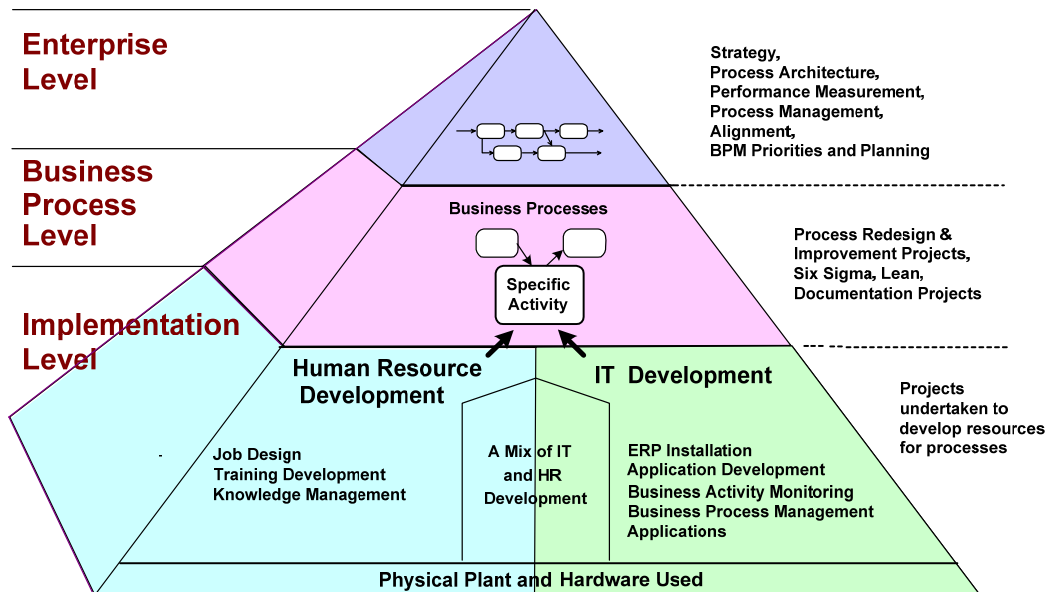 Enterprise
Level
Strategy,
Process Architecture,
Performance Measurement,
Process Management,
Alignment,
BPM Priorities and Planning
Business
Process
Level
Business Processes
Specific
Activity
Process Redesign &
Improvement Projects,
Six Sigma, Lean,
Documentation Projects
Implementation
Level
Human Resource
Development
IT Development
Projects
undertaken to
develop resources
for processes
-
Job Design
Training Development
Knowledge Management
A Mix of IT
and HR
Development
ERP Installation
Application Development
Business Activity Monitoring
Business Process Management
Applications
Physical Plant and Hardware Used